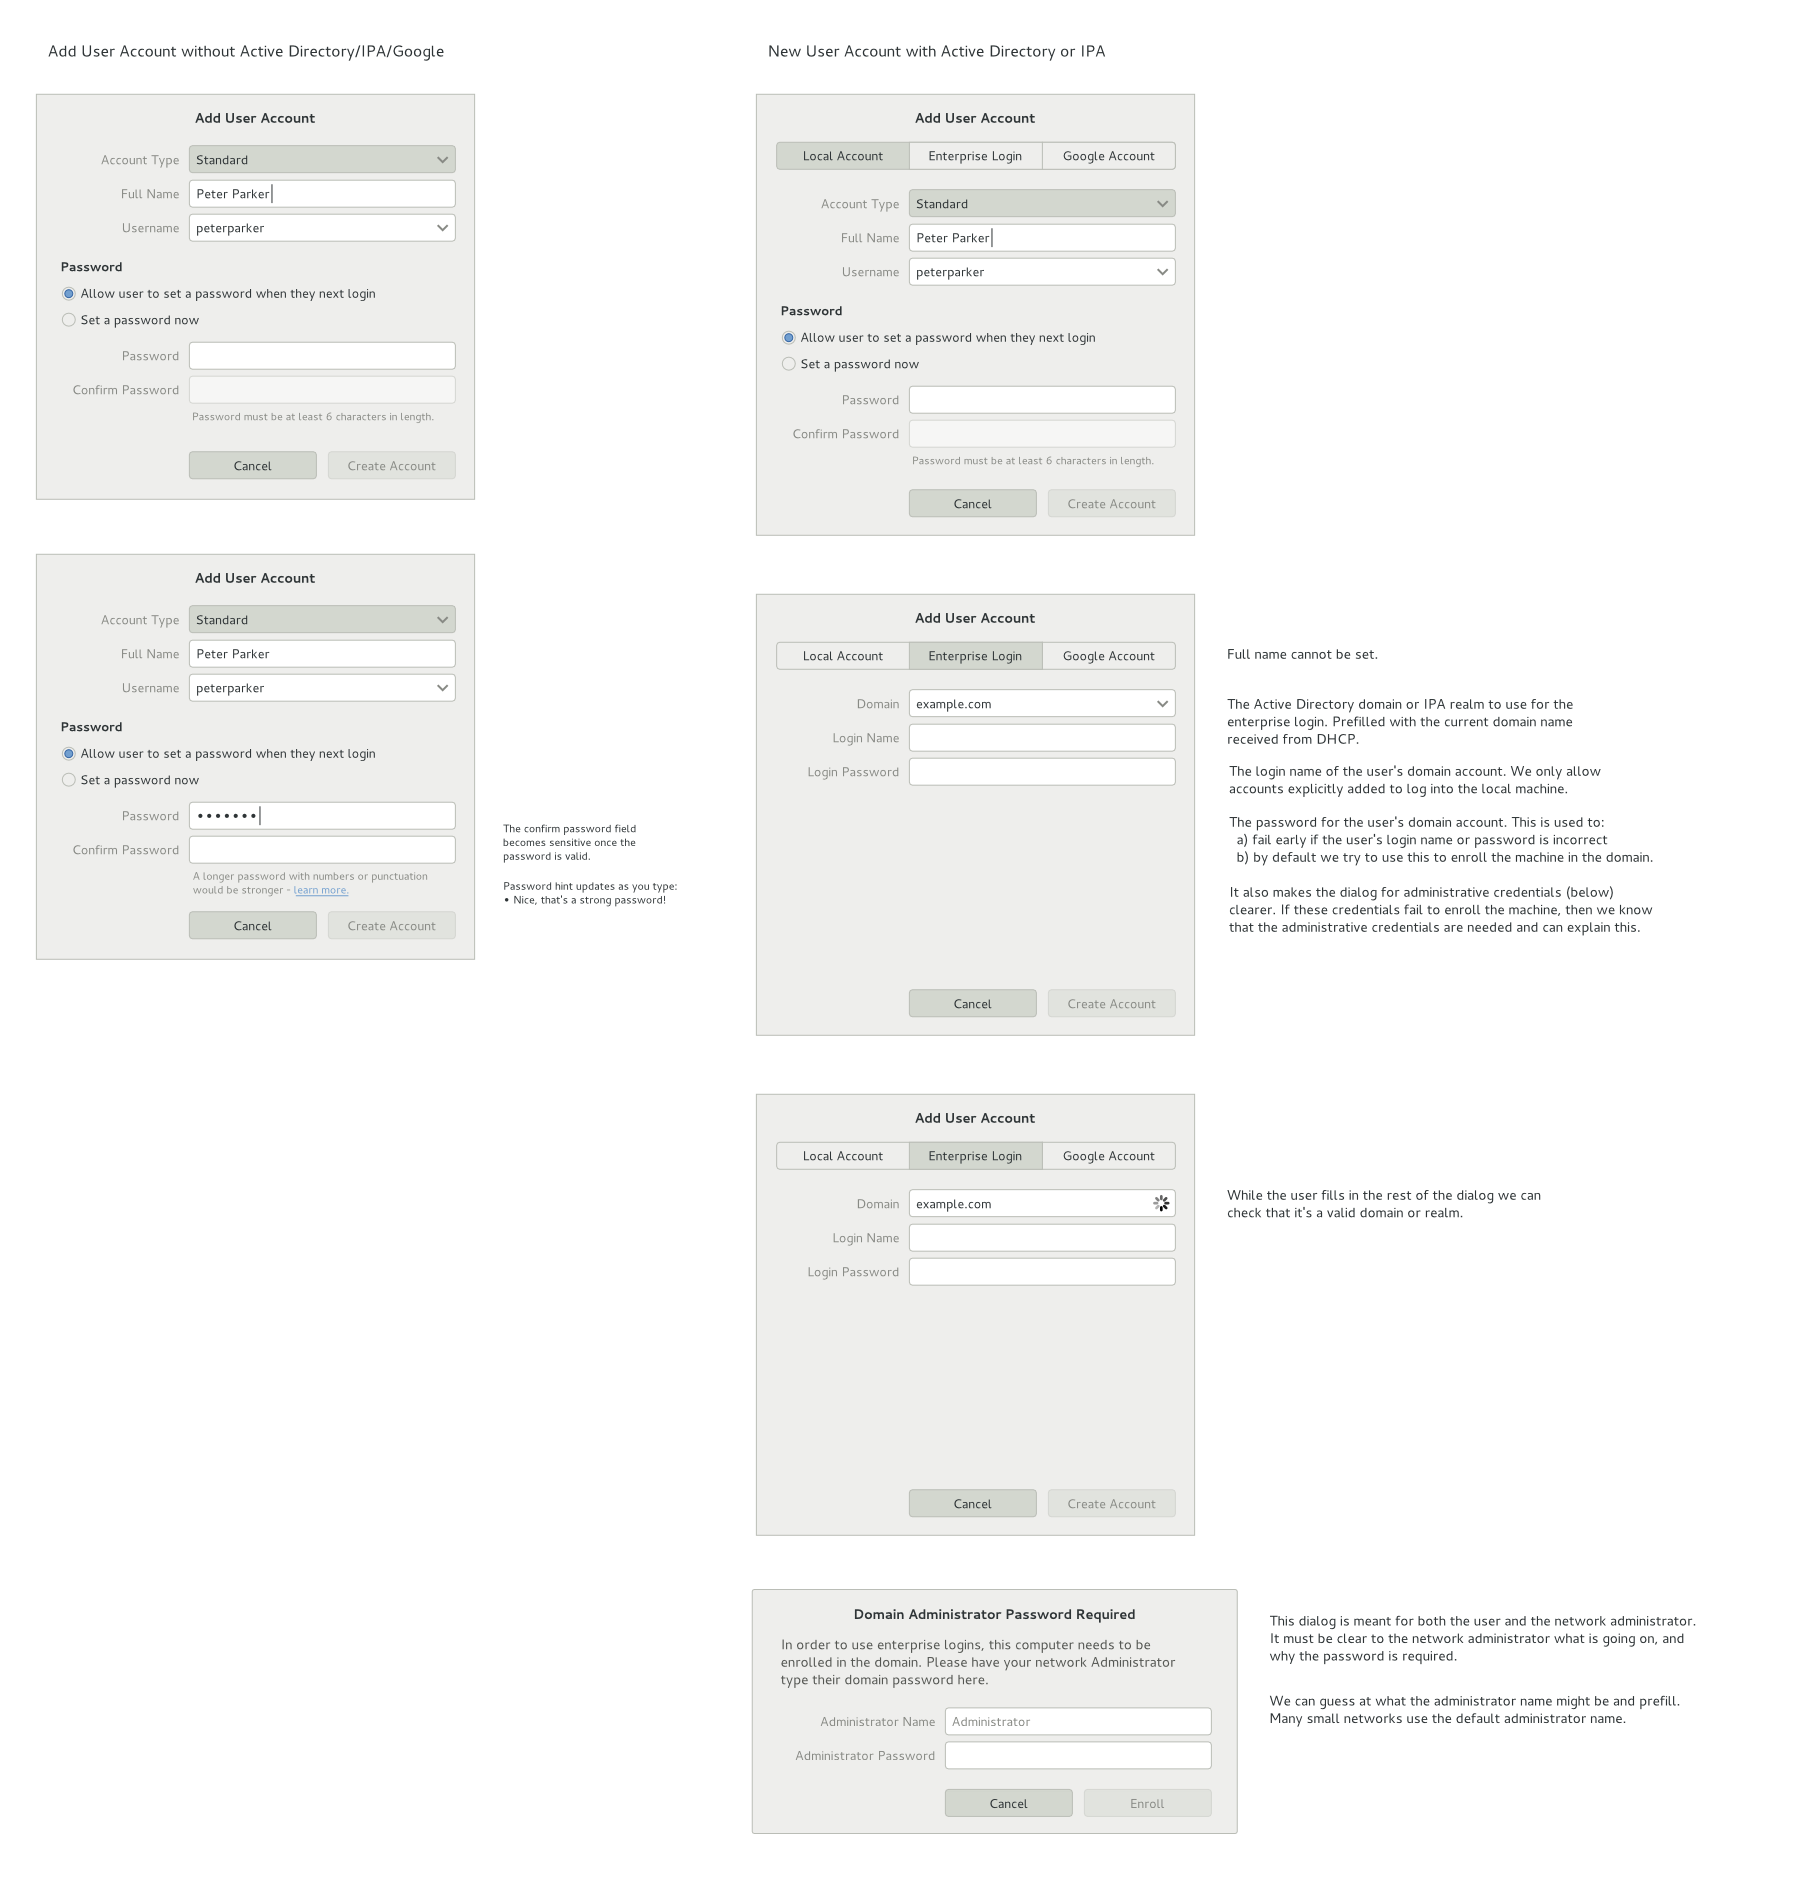 Add User Account without Active Directory/IPA/Google
Add User Account
Account Type Standard
Full Name Peter Parker
Username peterparker
Password
Allow user to set a password when they next login
Set a password now
Password
Confirm Password
Password must be at least 6 characters in length.
Cancel Create Account
Add User Account
Account Type Standard
Full Name Peter Parker
Username peterparker
Password
Allow user to set a password when they next login
Set a password now
Password •••••••
Confirm Password
A longer password with numbers or punctuation
would be stronger - learn more.
Cancel Create Account
The confirm password field
becomes sensitive once the
password is valid.
Password hint updates as you type:
• Nice, that's a strong password!
New User Account with Active Directory or IPA
Add User Account
Local Account Enterprise Login Google Account
Account Type Standard
Full Name Peter Parker
Username peterparker
Password
Allow user to set a password when they next login
Set a password now
Password
Confirm Password
Password must be at least 6 characters in length.
Cancel Create Account
Add User Account
Local Account Enterprise Login Google Account
Domain example.com
Login Name
Login Password
Cancel Create Account
Full name cannot be set.
The Active Directory domain or IPA realm to use for the
enterprise login. Prefilled with the current domain name
received from DHCP.
The login name of the user's domain account. We only allow
accounts explicitly added to log into the local machine.
The password for the user's domain account. This is used to:
a) fail early if the user's login name or password is incorrect
b) by default we try to use this to enroll the machine in the domain.
It also makes the dialog for administrative credentials (below)
clearer. If these credentials fail to enroll the machine, then we know
that the administrative credentials are needed and can explain this.
Add User Account
Local Account Enterprise Login Google Account
Domain example.com
Login Name
Login Password
Cancel Create Account
While the user fills in the rest of the dialog we can
check that it's a valid domain or realm.
Domain Administrator Password Required
In order to use enterprise logins, this computer needs to be
enrolled in the domain. Please have your network Administrator
type their domain password here.
Administrator Name Administrator
Administrator Password
Cancel Enroll
This dialog is meant for both the user and the network administrator.
It must be clear to the network administrator what is going on, and
why the password is required.
We can guess at what the administrator name might be and prefill.
Many small networks use the default administrator name.